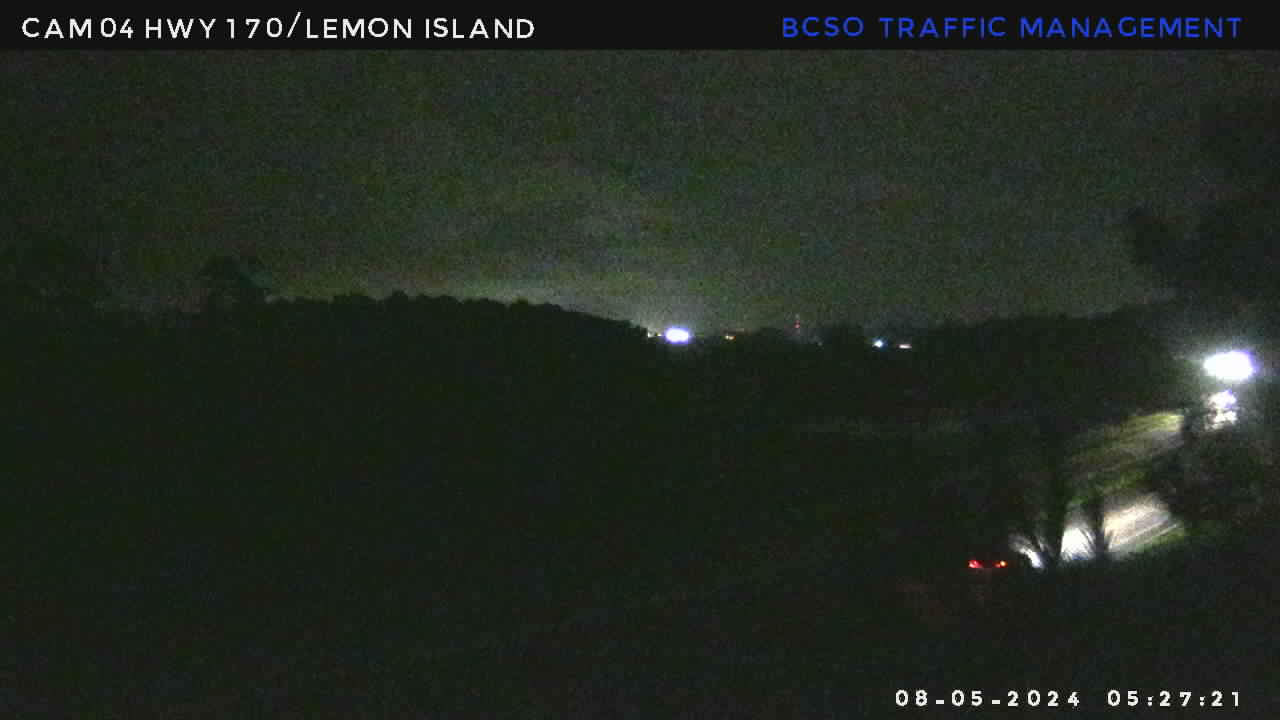 CAM04 HWY 170/LEMON ISLAND
BCSO TRAFFIC MANAGEMENT
08-05-2024 05:27:21